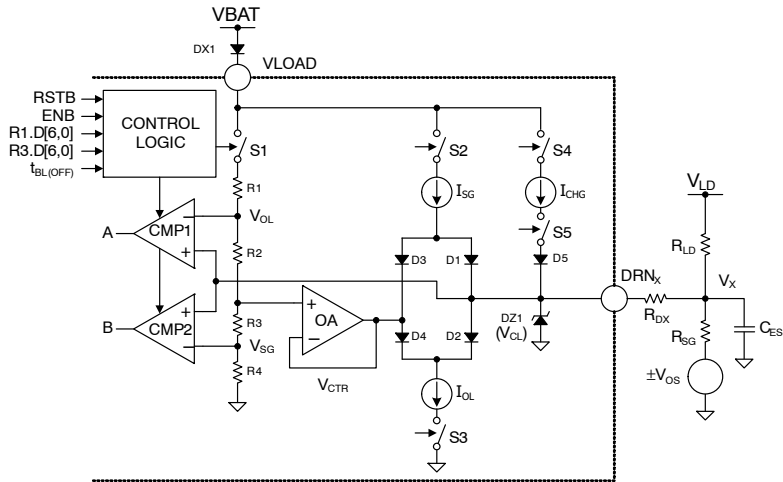 VBAT
DX1
VLOAD
RSTB
ENB
R1.D[6,0]
R3.D[6,0]
tBL(OFF)
CONTROL
LOGIC
S1
S2
S4
R1
ISG
ICHG
S5
VLD
A
CMP1
VOL
R2
D3
D1
D5
DRNX
RLD
VX
RDX
B
CMP2
R3
OA
D4
D2
DZ1
(VCL)
RSG
CES
VSG
R4
VCTR
IOL
±VOS
S3
+
−
+
−
+
−